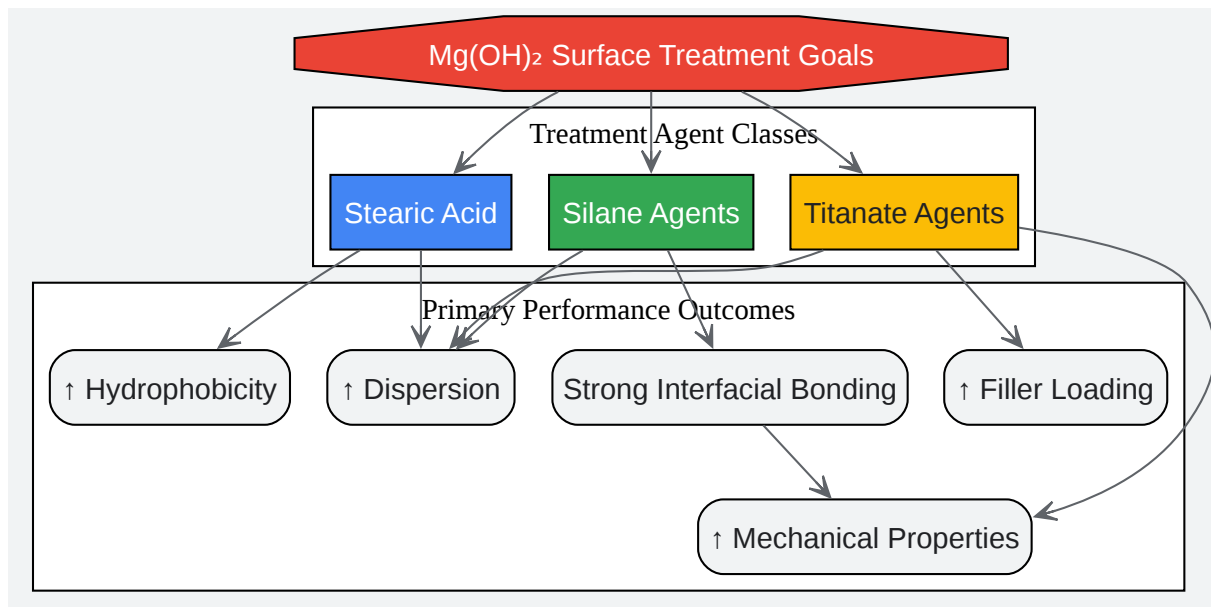 Mg(OH)₂ Surface Treatment Goals
Treatment Agent Classes
Stearic Acid
Silane Agents
Titanate Agents
Primary Performance Outcomes
↑ Hydrophobicity
↑ Dispersion
Strong Interfacial Bonding
↑ Filler Loading
↑ Mechanical Properties